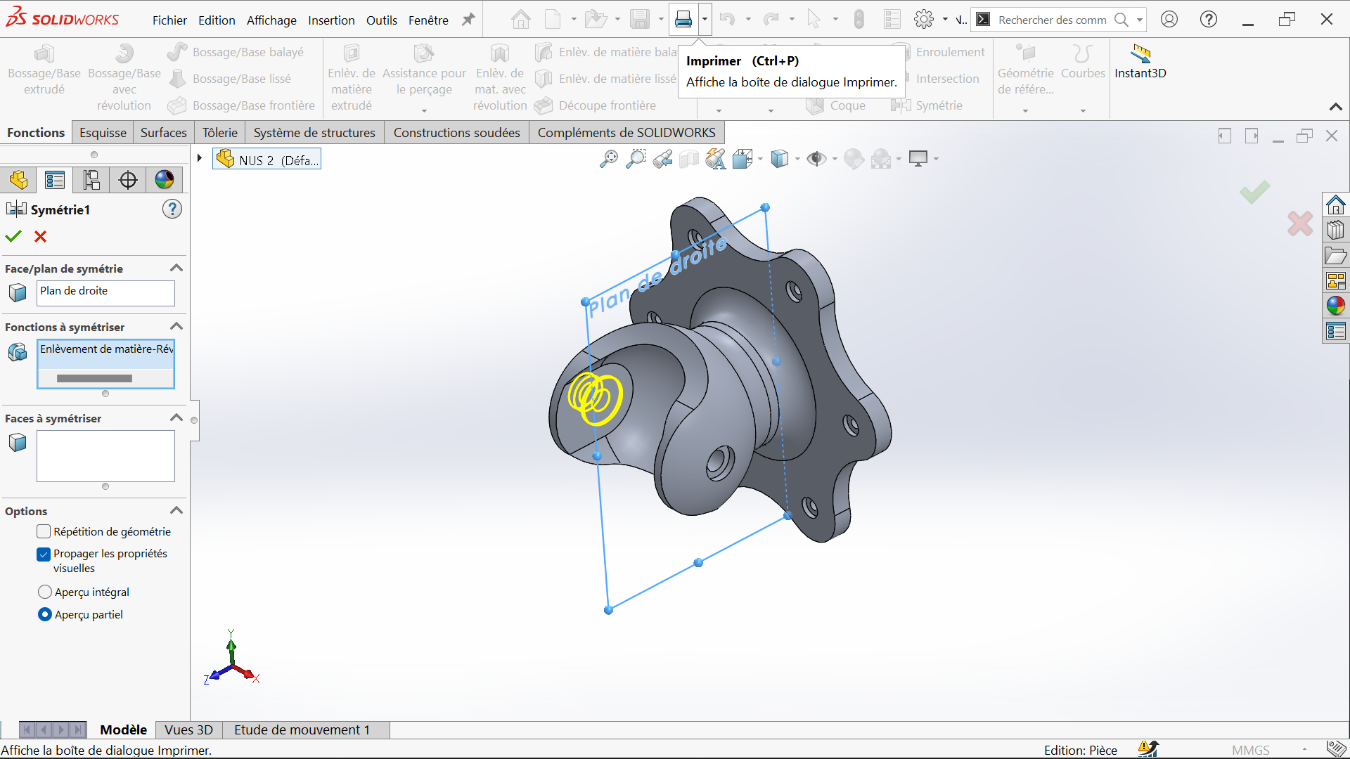 SOLIDWORKS
Fichier Edition Affichage Insertion Outils Fenêtre
Rechercher des comm
Imprimer (Ctrl+P)
Affiche la boîte de dialogue Imprimer.
Bossage/Base extrudé
Bossage/Base avec révolution
Bossage/Base balayé
Bossage/Base lissé
Bossage/Base frontière
Enlèv. de matière extrudé
Assistance pour le perçage
Enlèv. de mat. avec révolution
Enlèv. de matière bala
Enlèv. de matière lissé
Découpe frontière
Coque
Enroulement
Intersection
Symétrie
Géométrie de référe...
Courbes
Instant3D
Fonctions Esquisse Surfaces Tôlerie Système de structures Constructions soudées Compléments de SOLIDWORKS
NUS 2 (Défa...
Symétrie1
Face/plan de symétrie
Plan de droite
Fonctions à symétriser
Enlèvement de matière-Rév
Faces à symétriser
Options
Répétition de géométrie
Propager les propriétés
visuelles
Aperçu intégral
Aperçu partiel
Plan de droite
Y
Z
X
Modèle Vues 3D Etude de mouvement 1
Affiche la boîte de dialogue Imprimer.
Edition: Pièce
MMGS